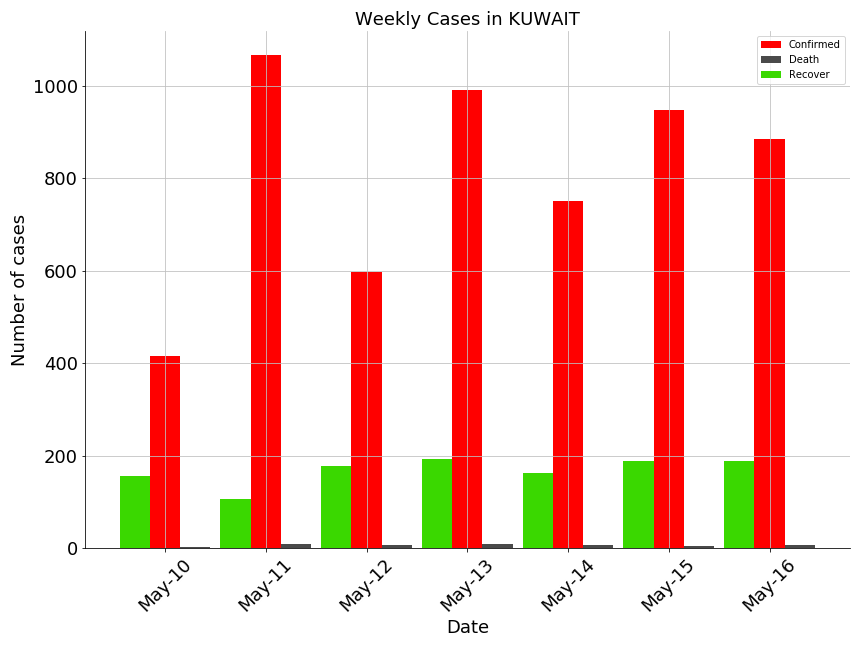 Weekly Cases in KUWAIT
Confirmed
Death
Recover
Number of cases
1000
800
600
400
200
0
May-10
May-11
May-12
May-13
May-14
May-15
May-16
Date